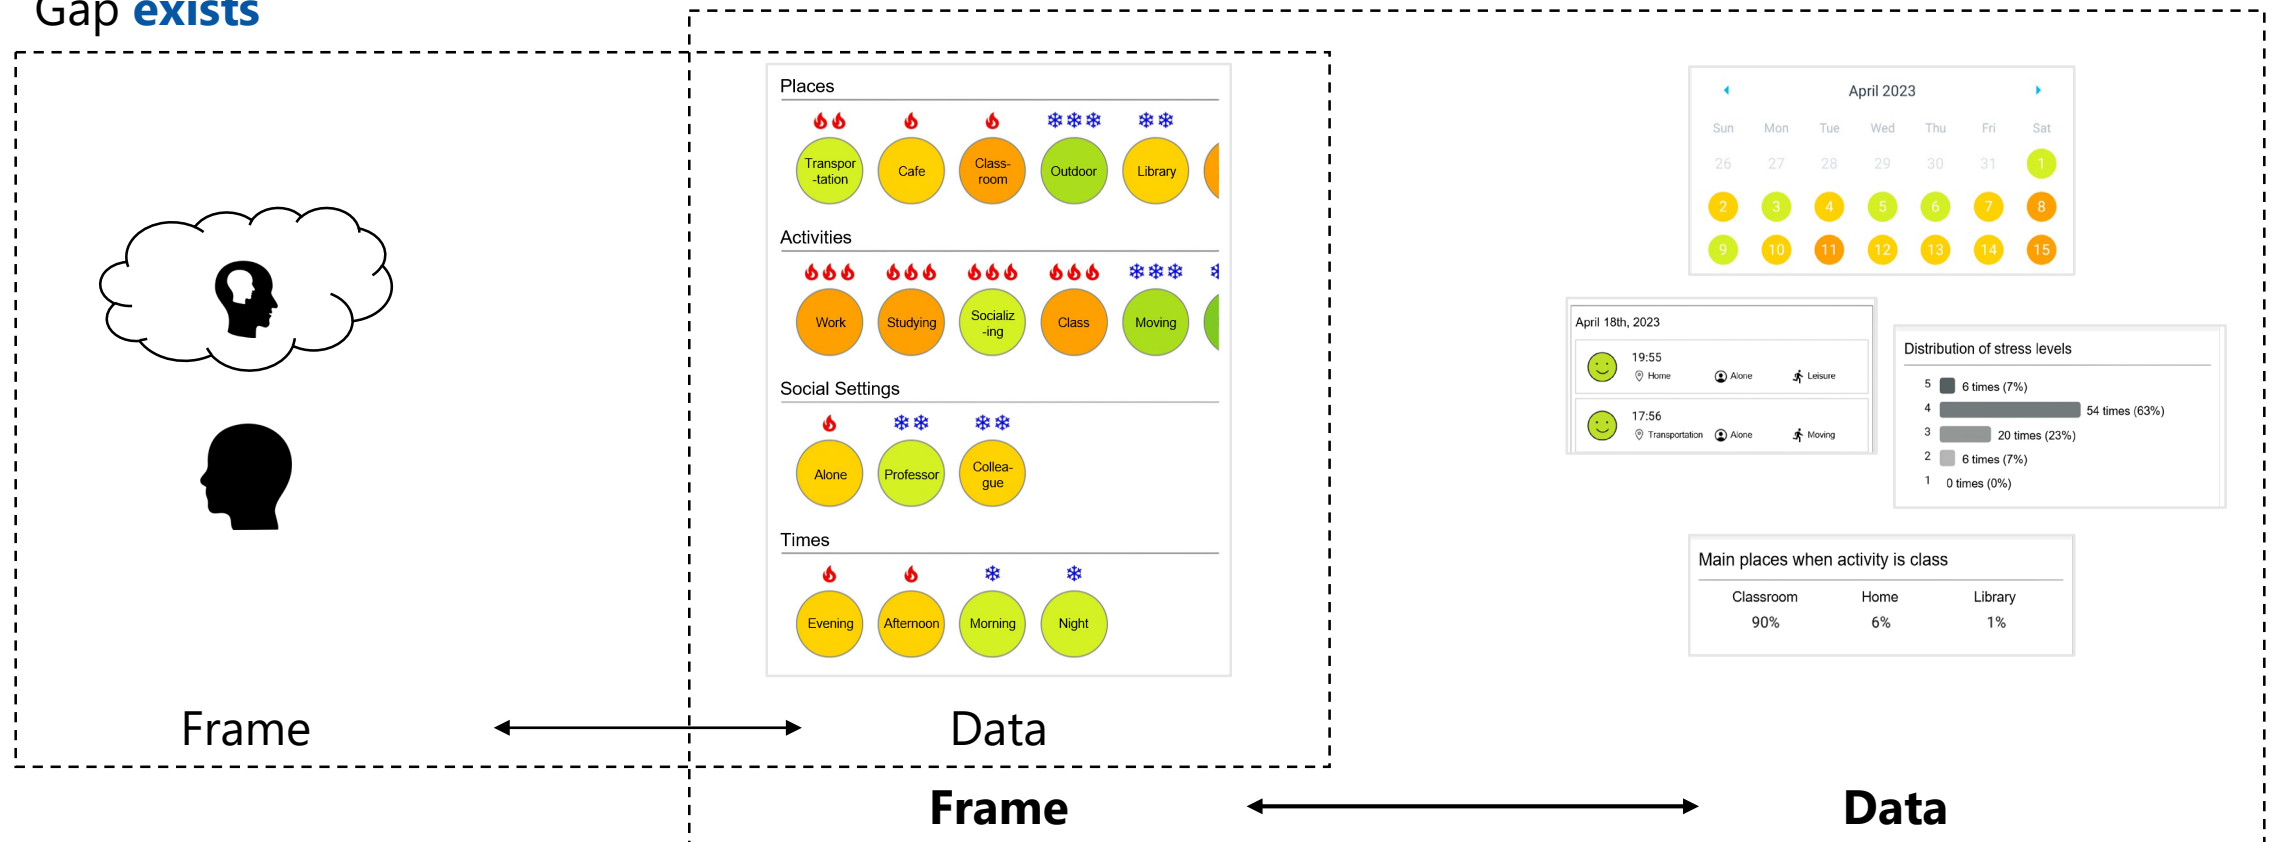 Gap exists
Places
Transpor
-tation
Cafe
Class-
room
Outdoor
Library
Activities
Work
Studying
Socializ
-ing
Class
Moving
Social Settings
Alone
Professor
Collea-
gue
Times
Evening
Afternoon
Morning
Night
Frame
Data
Frame
Data
April 2023
Sun Mon Tue Wed Thu Fri Sat
26 27 28 29 30 31 1
2 3 4 5 6 7 8
9 10 11 12 13 14 15
April 18th, 2023
19:55
Home Alone Leisure
17:56
Transportation Alone Moving
Distribution of stress levels
5 6 times (7%)
4 54 times (63%)
3 20 times (23%)
2 6 times (7%)
1 0 times (0%)
Main places when activity is class
Classroom Home Library
90% 6% 1%